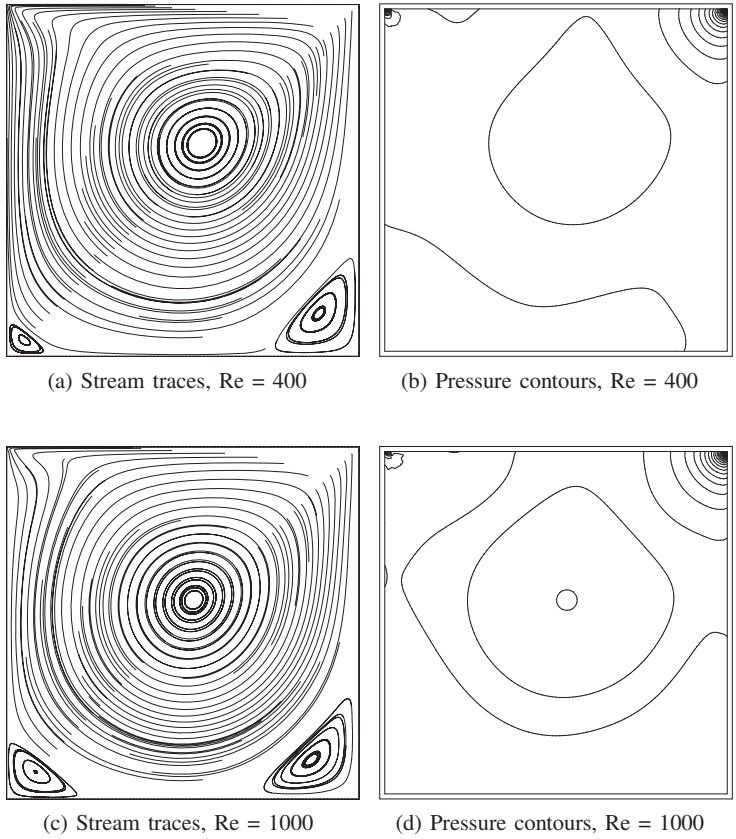 (a) Stream traces, Re = 400
(b) Pressure contours, Re = 400
(c) Stream traces, Re = 1000
(d) Pressure contours, Re = 1000